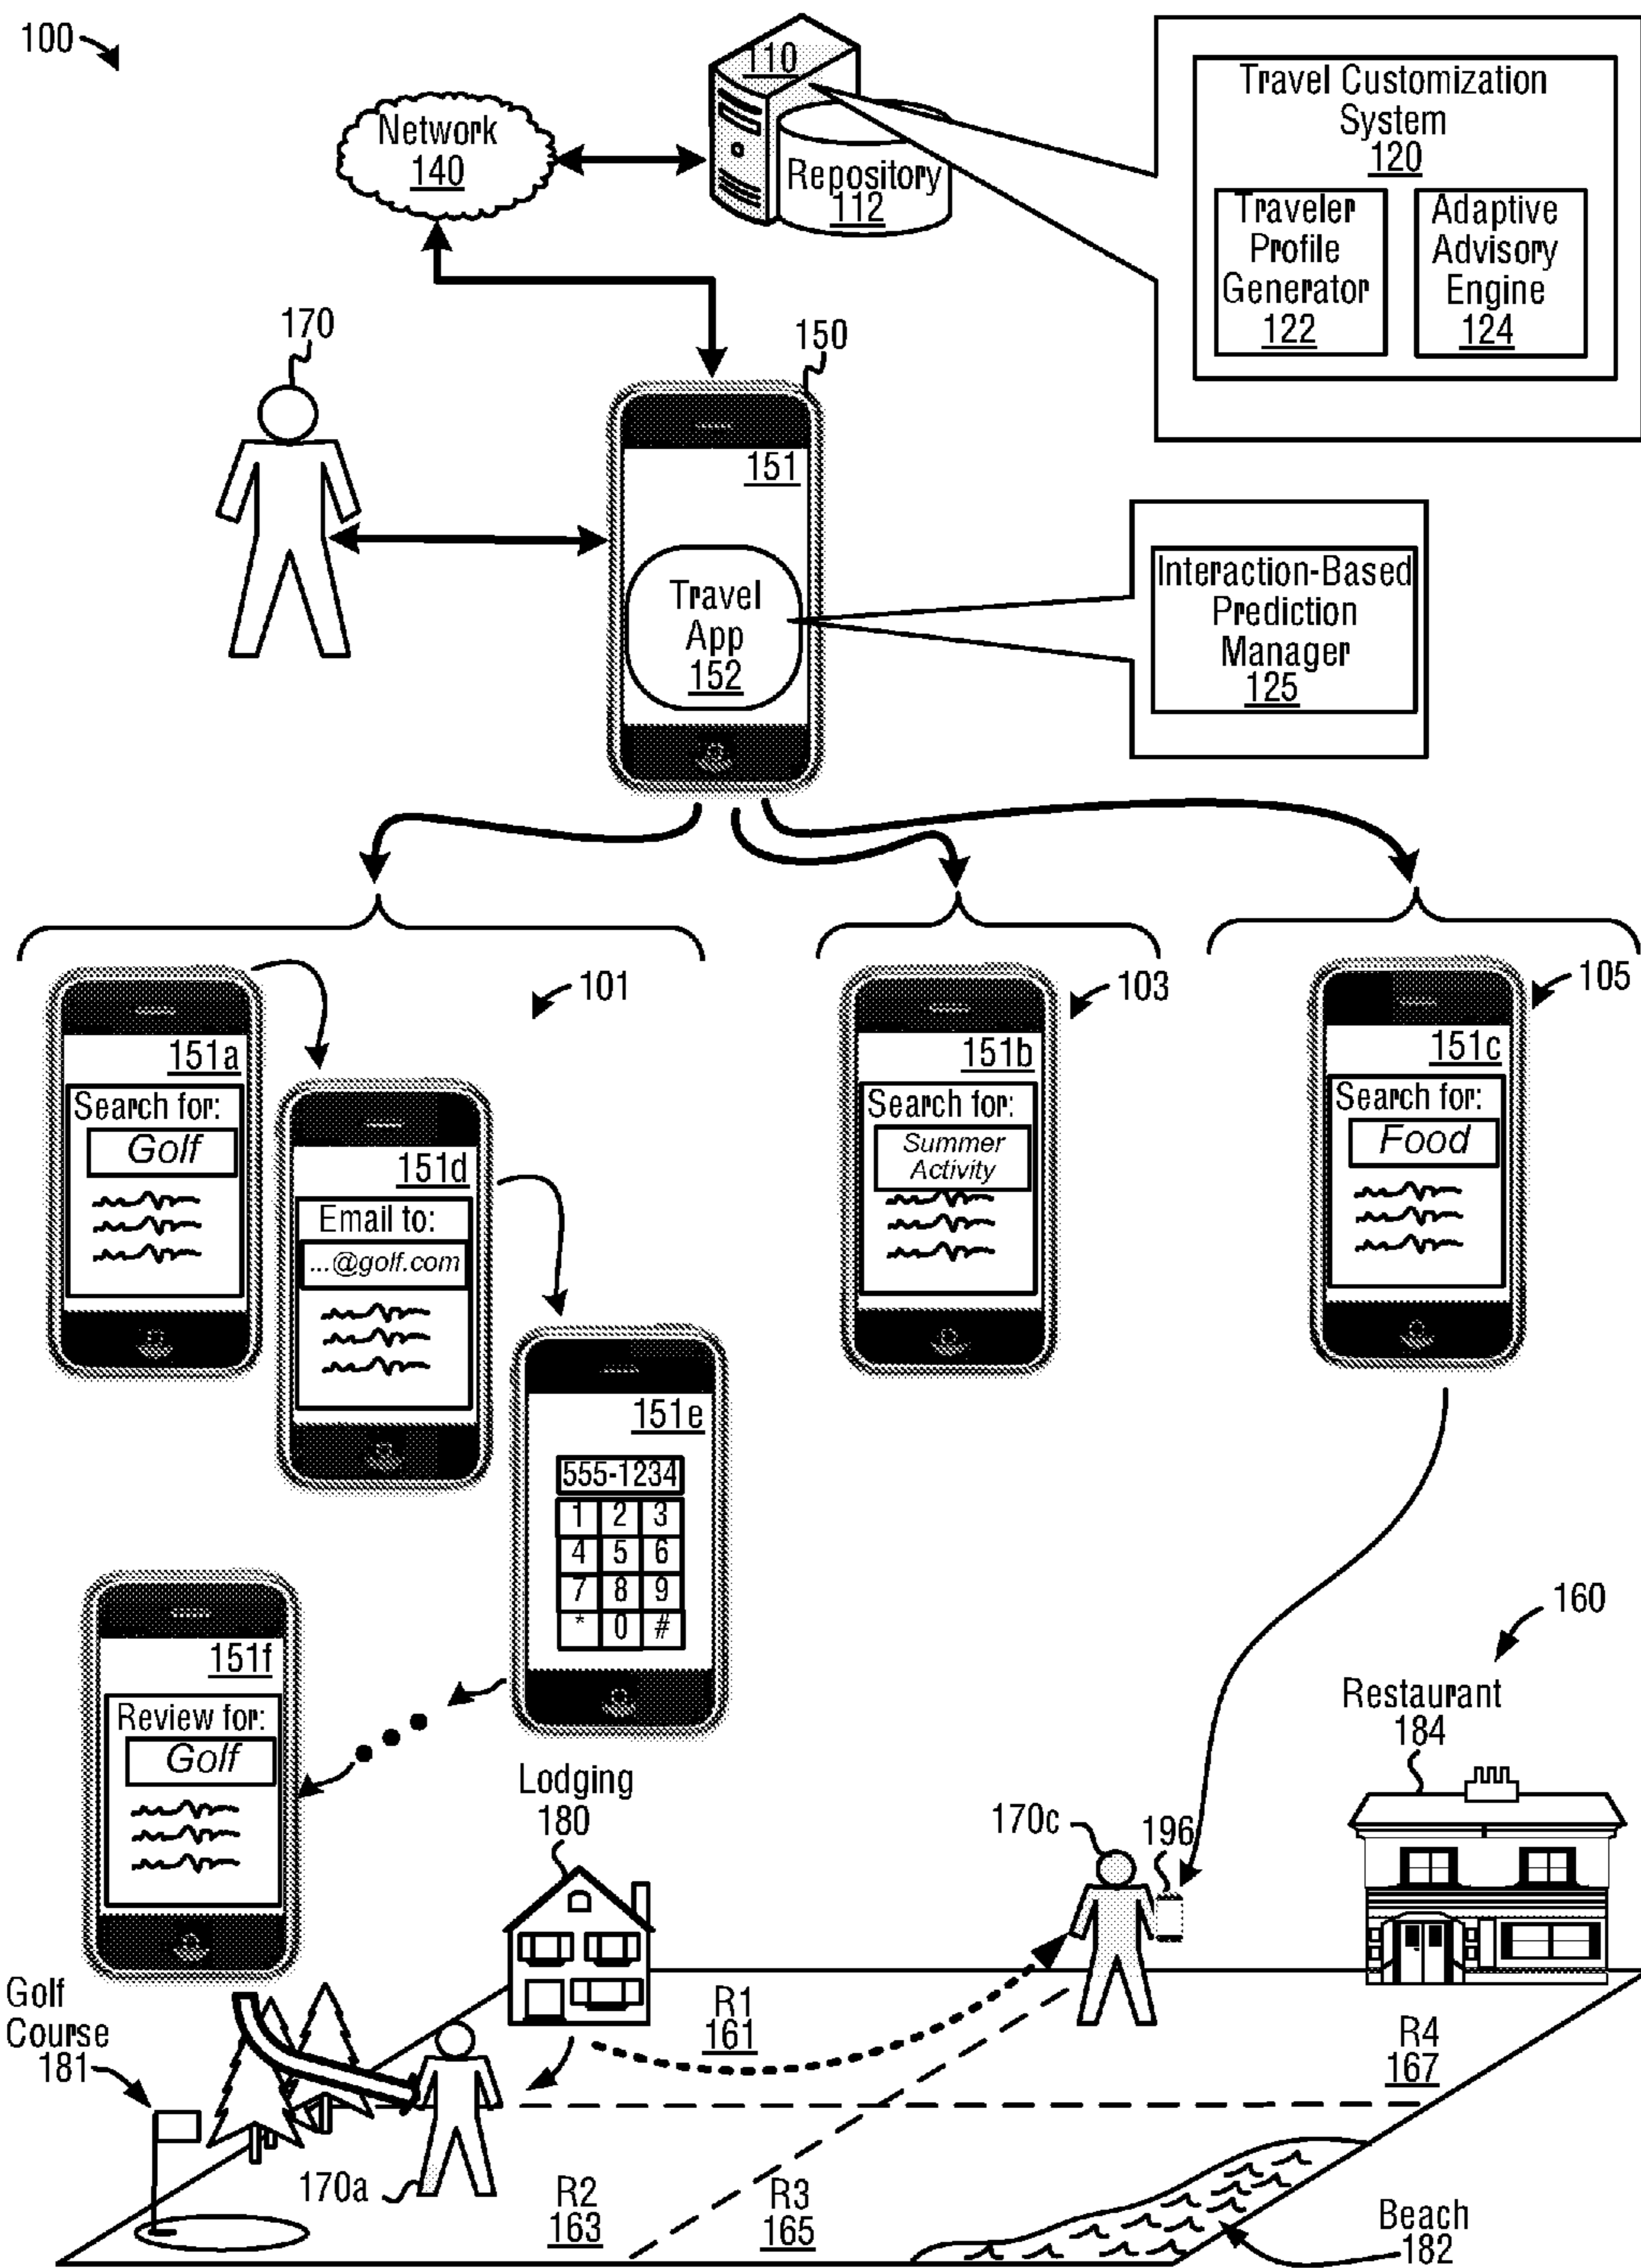 100
110
Repository
112
Network
140
Travel Customization
System
120
Traveler
Profile
Generator
122
Adaptive
Advisory
Engine
124
170
150
151
Travel
App
152
Interaction-Based
Prediction
Manager
125
101
103
105
151a
Search for:
Golf
151d
Email to:
...@golf.com
151e
555-1234
1 2 3
4 5 6
7 8 9
* 0 #
151f
Review for:
Golf
151b
Search for:
Summer
Activity
151c
Search for:
Food
160
Restaurant
184
Lodging
180
170c
196
Golf
Course
181
170a
R1
161
R2
163
R3
165
R4
167
Beach
182